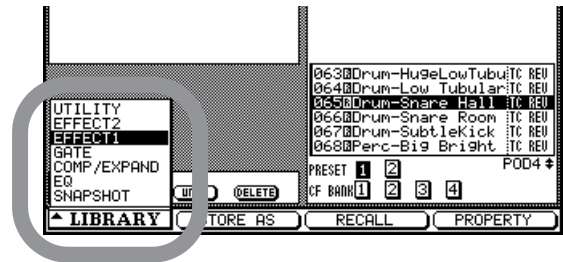 063 Drum-HugeLowTubu TC REV
064 Drum-Low Tubular TC REV
065 Drum-Snare Hall TC REV
066 Drum-Snare Room TC REV
067 Drum-SubtleKick TC REV
068 Perc-Big Bright TC REV
UTILITY
EFFECT2
EFFECT1
GATE
COMP/EXPAND
EQ
SNAPSHOT
DELETE
PRESET 1 2 POD4
CF BANK 1 2 3 4
LIBRARY
STORE AS
RECALL
PROPERTY